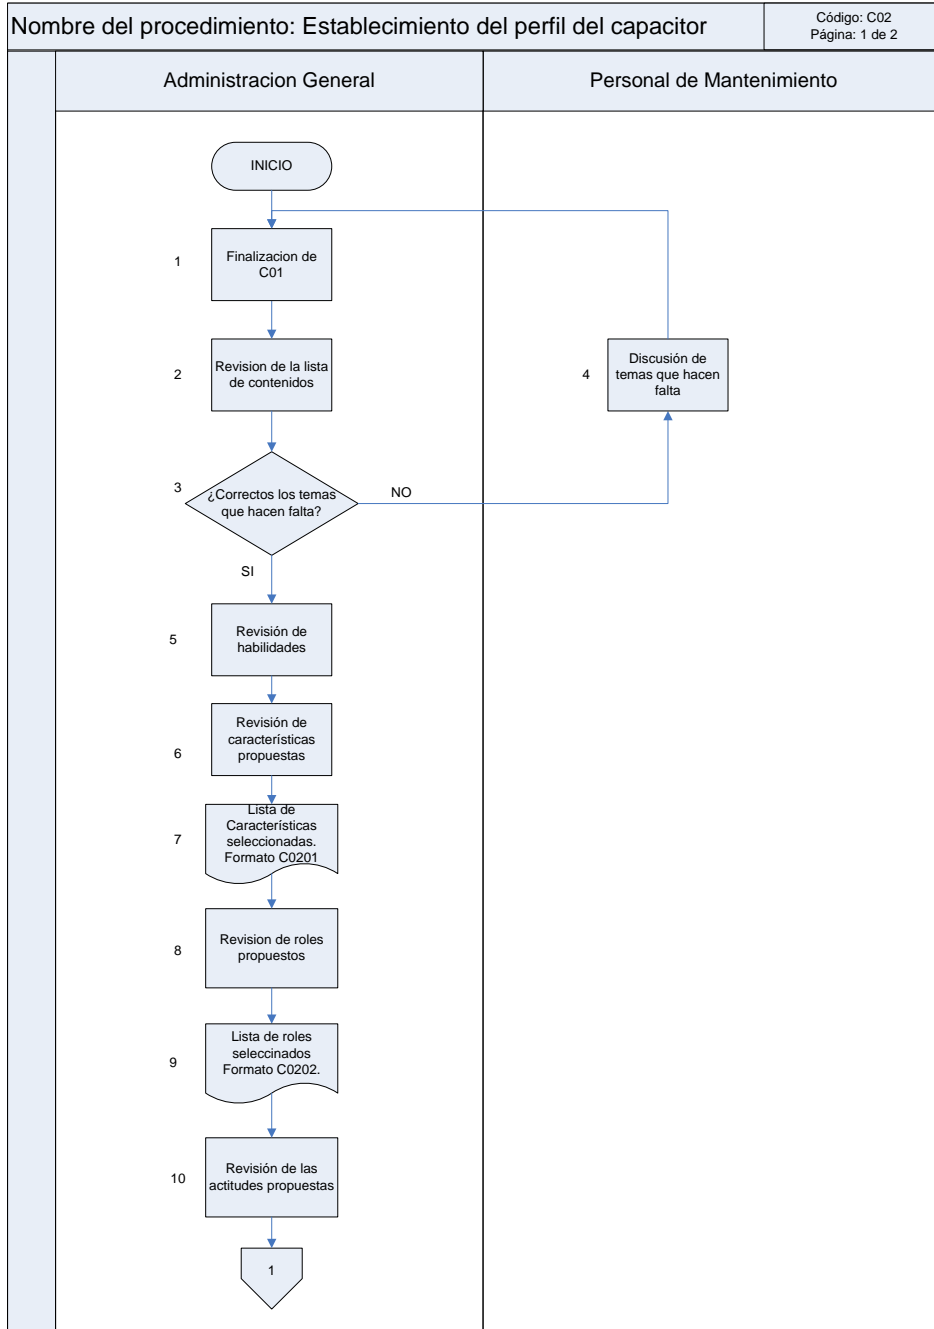 Nombre del procedimiento: Establecimiento del perfil del capacitor
Código: C02
Página: 1 de 2
Administracion General
Personal de Mantenimiento
INICIO
1
Finalizacion de
C01
2
Revision de la lista
de contenidos
4
Discusión de
temas que hacen
falta
3
¿Correctos los temas
que hacen falta?
NO
SI
5
Revisión de
habilidades
6
Revisión de
características
propuestas
7
Lista de
Características
seleccionadas.
Formato C0201
8
Revision de roles
propuestos
9
Lista de roles
seleccinados
Formato C0202.
10
Revisión de las
actitudes propuestas
1